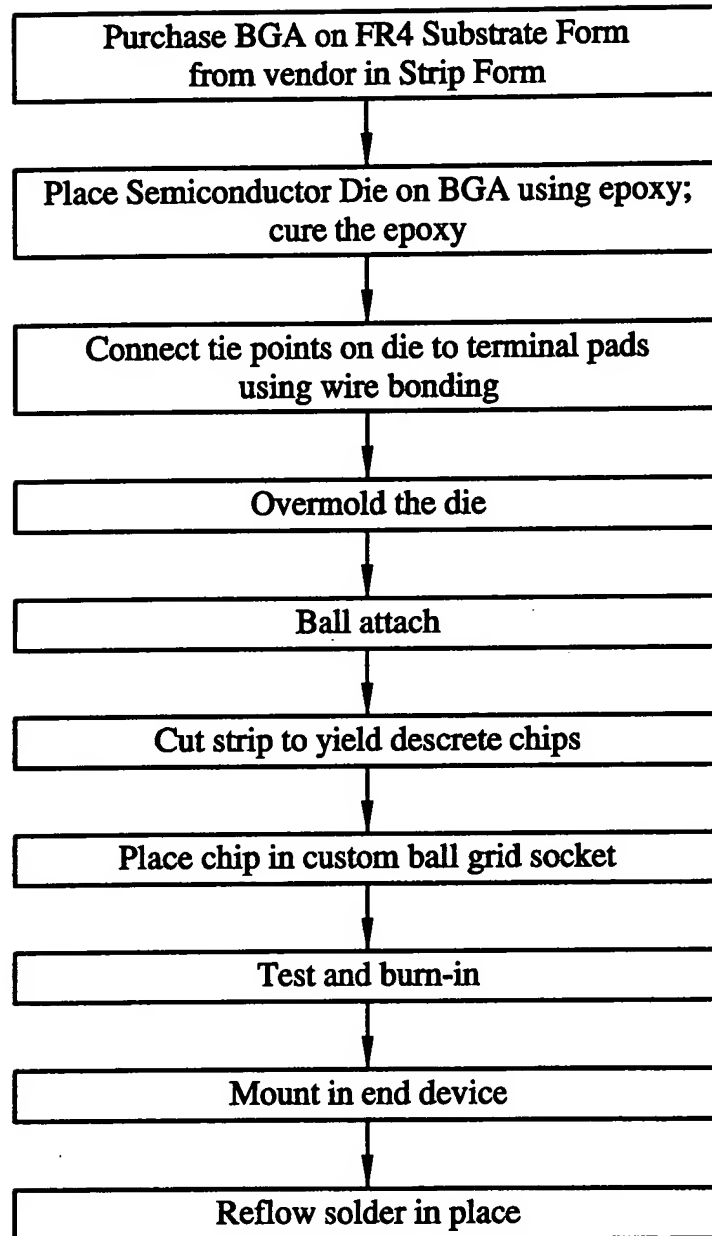 Purchase BGA on FR4 Substrate Form
from vendor in Strip Form
Place Semiconductor Die on BGA using epoxy;
cure the epoxy
Connect tie points on die to terminal pads
using wire bonding
Overmold the die
Ball attach
Cut strip to yield descrete chips
Place chip in custom ball grid socket
Test and burn-in
Mount in end device
Reflow solder in place